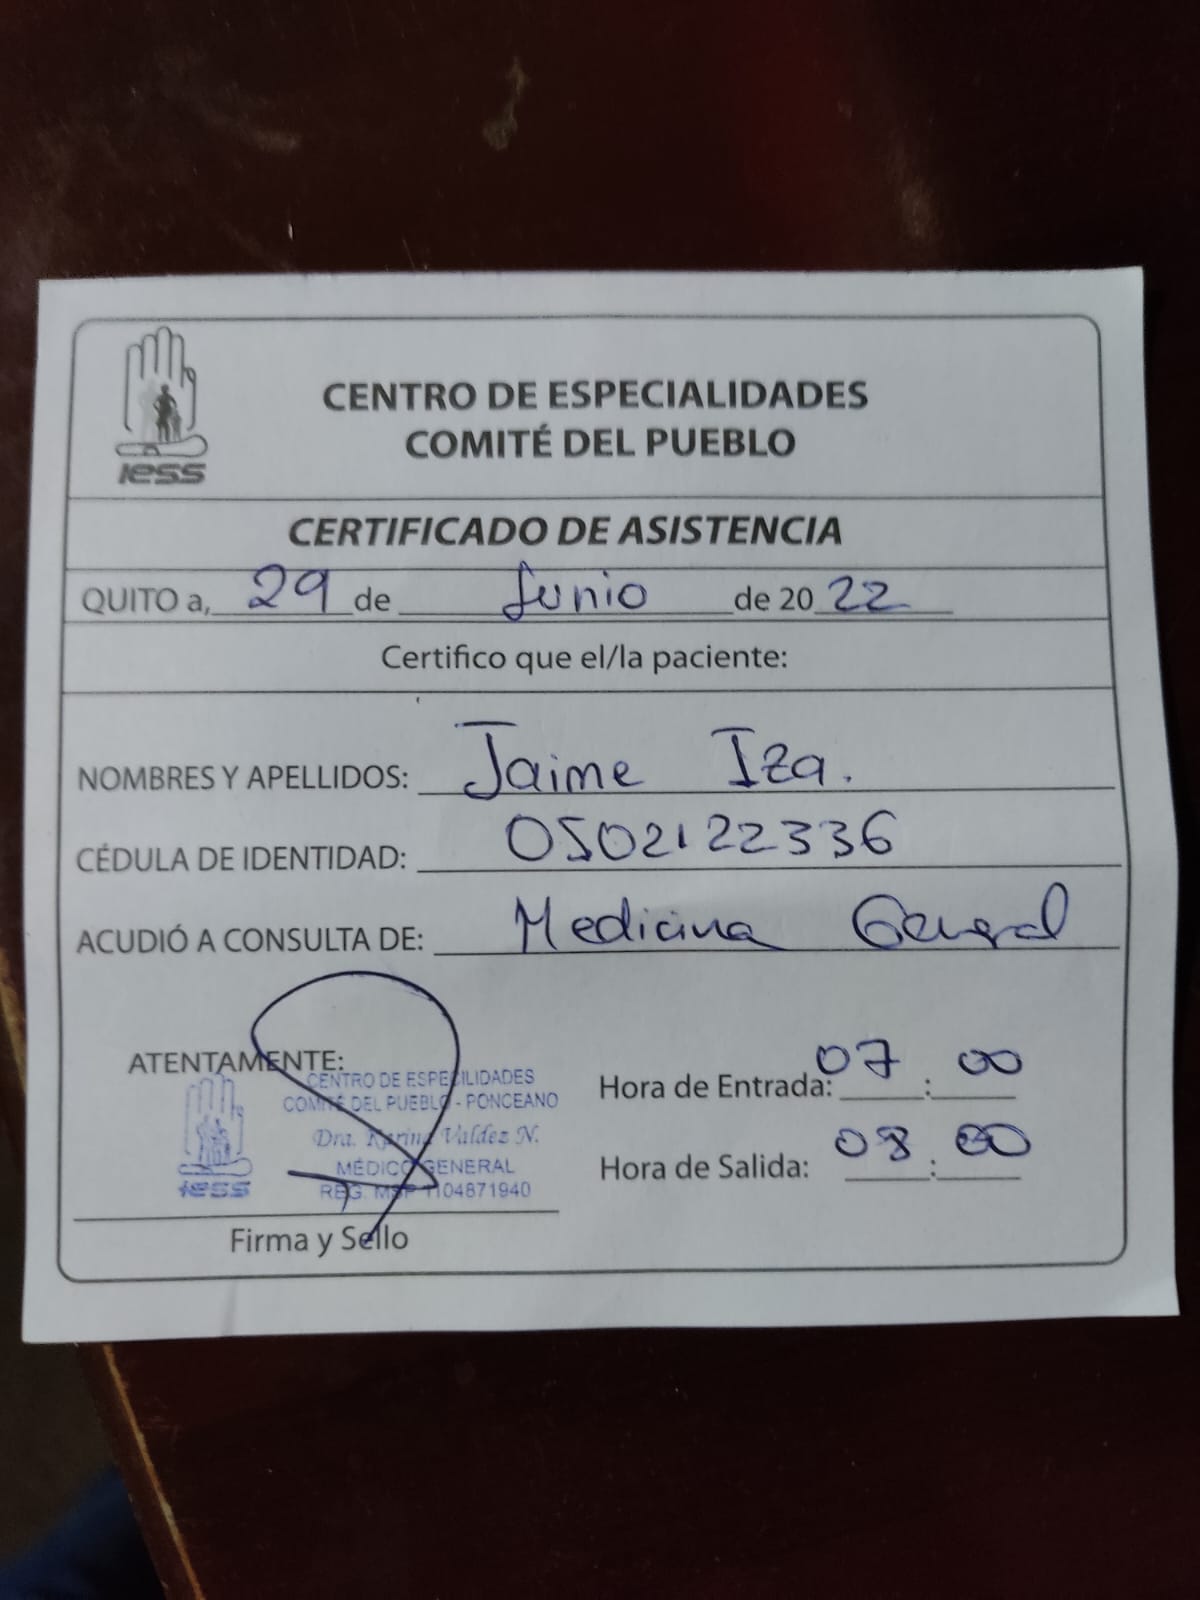 IESS
CENTRO DE ESPECIALIDADES
COMITÉ DEL PUEBLO
CERTIFICADO DE ASISTENCIA
QUITO a, 29 de Junio de 2022
Certifico que el/la paciente:
NOMBRES Y APELLIDOS: Jaime Iza.
CÉDULA DE IDENTIDAD: 0502122336
ACUDIÓ A CONSULTA DE: Medicina General
ATENTAMENTE:
CENTRO DE ESPECILIDADES
COMITÉ DEL PUEBLO - PONCEANO
Dra. Karina Valdez N.
MÉDICO GENERAL
REG. MSP 1104871940
IESS
Firma y Sello
Hora de Entrada: 07:00
Hora de Salida: 08:00